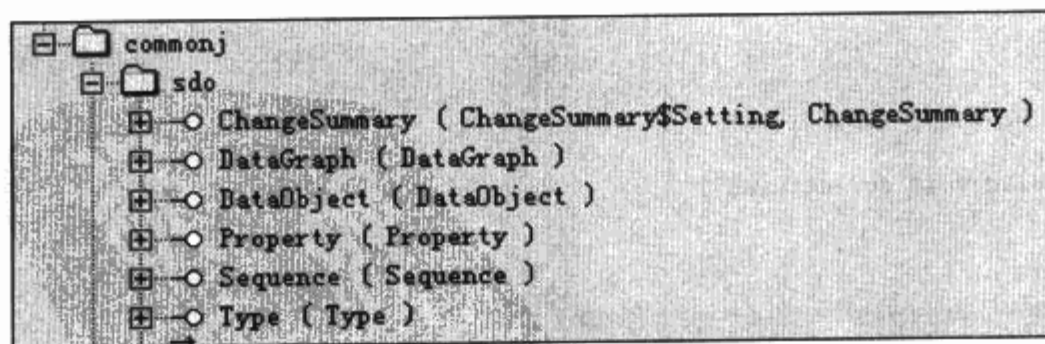 commonj
sdo
ChangeSummary ( ChangeSummary$Setting, ChangeSummary )
DataGraph ( DataGraph )
DataObject ( DataObject )
Property ( Property )
Sequence ( Sequence )
Type ( Type )